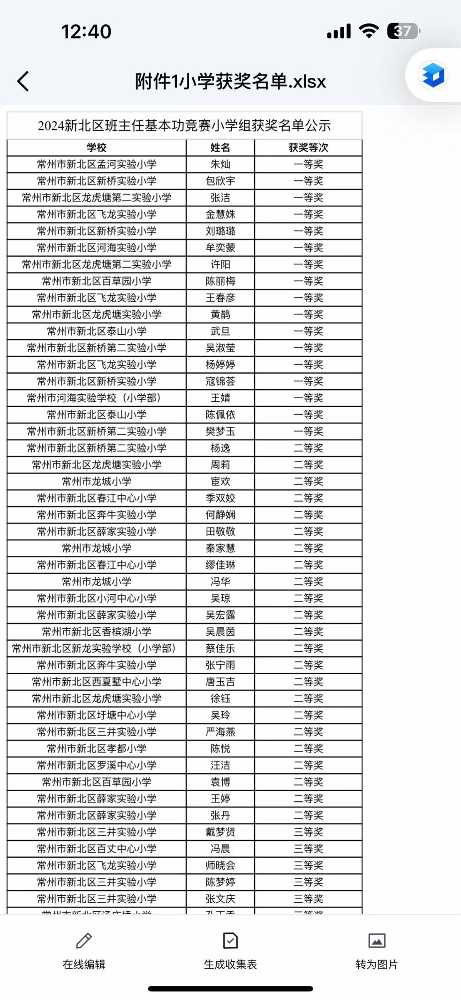 12:40
37
附件1小学获奖名单.xlsx
2024新北区班主任基本功竞赛小学组获奖名单公示
学校 姓名 获奖等次
常州市新北区孟河实验小学 朱灿 一等奖
常州市新北区新桥实验小学 包欣宇 一等奖
常州市新北区龙虎塘第二实验小学 张洁 一等奖
常州市新北区飞龙实验小学 金慧姝 一等奖
常州市新北区新桥实验小学 刘璐璐 一等奖
常州市新北区河海实验小学 牟奕蒙 一等奖
常州市新北区龙虎塘第二实验小学 许阳 一等奖
常州市新北区百草园小学 陈丽梅 一等奖
常州市新北区飞龙实验小学 王春彦 一等奖
常州市新北区龙虎塘实验小学 黄鹊 一等奖
常州市新北区泰山小学 武旦 一等奖
常州市新北区新桥第二实验小学 吴淑莹 一等奖
常州市新北区飞龙实验小学 杨婷婷 一等奖
常州市新北区新桥实验小学 寇锦荟 一等奖
常州市河海实验学校（小学部） 王婧 一等奖
常州市新北区泰山小学 陈佩依 一等奖
常州市新北区新桥第二实验小学 樊梦玉 一等奖
常州市新北区新桥第二实验小学 杨逸 二等奖
常州市新北区龙虎塘实验小学 周莉 二等奖
常州市龙城小学 宦欢 二等奖
常州市新北区春江中心小学 季双姣 二等奖
常州市新北区奔牛实验小学 何静娴 二等奖
常州市新北区薛家实验小学 田敬敬 二等奖
常州市龙城小学 秦家慧 二等奖
常州市新北区春江中心小学 缪佳琳 二等奖
常州市龙城小学 冯华 二等奖
常州市新北区小河中心小学 吴琼 二等奖
常州市新北区薛家实验小学 吴宏露 二等奖
常州市新北区香槟湖小学 吴晨茵 二等奖
常州市新北区新龙实验学校（小学部） 蔡佳乐 二等奖
常州市新北区奔牛实验小学 张宁雨 二等奖
常州市新北区西夏墅中心小学 唐玉吉 二等奖
常州市新北区龙虎塘实验小学 徐钰 二等奖
常州市新北区圩塘中心小学 吴玲 二等奖
常州市新北区三井实验小学 严海燕 二等奖
常州市新北区孝都小学 陈悦 二等奖
常州市新北区罗溪中心小学 汪洁 二等奖
常州市新北区百草园小学 袁博 二等奖
常州市新北区薛家实验小学 王婷 二等奖
常州市新北区薛家实验小学 张丹 二等奖
常州市新北区三井实验小学 戴梦贤 三等奖
常州市新北区百丈中心小学 冯晨 三等奖
常州市新北区飞龙实验小学 师晓会 三等奖
常州市新北区三井实验小学 陈梦婷 三等奖
常州市新北区三井实验小学 张文庆 三等奖
在线编辑 生成收集表 转为图片